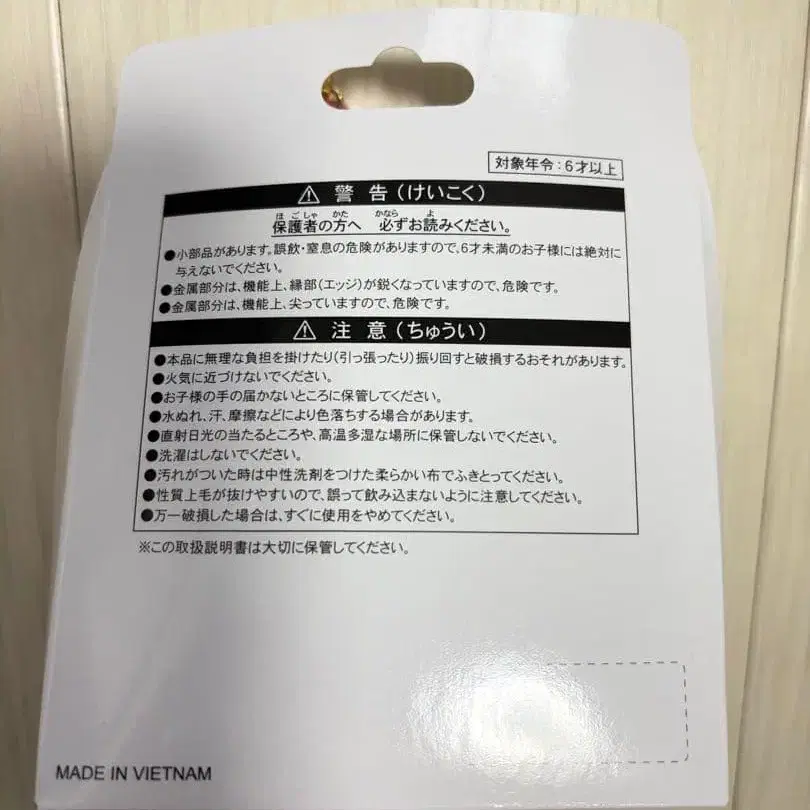 対象年令：6才以上
⚠ 警告（けいこく）
ほごしゃ かた かなら よ
保護者の方へ 必ずお読みください。
●小部品があります。誤飲・窒息の危険がありますので、6才未満のお子様には絶対に
与えないでください。
●金属部分は、機能上、縁部（エッジ）が鋭くなっていますので、危険です。
●金属部分は、機能上、尖っていますので、危険です。
⚠ 注意（ちゅうい）
●本品に無理な負担を掛けたり（引っ張ったり）振り回すと破損するおそれがあります。
●火気に近づけないでください。
●お子様の手の届かないところに保管してください。
●水ぬれ、汗、摩擦などにより色落ちする場合があります。
●直射日光の当たるところや、高温多湿な場所に保管しないでください。
●洗濯はしないでください。
●汚れがついた時は中性洗剤をつけた柔らかい布でふきとってください。
●性質上毛が抜けやすいので、誤って飲み込まないように注意してください。
●万一破損した場合は、すぐに使用をやめてください。
※この取扱説明書は大切に保管してください。
MADE IN VIETNAM